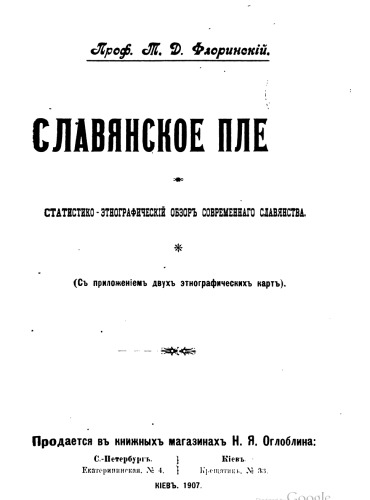 Проф. Т. Д. Флоринскій.
СЛАВЯНСКОЕ ПЛЕ
СТАТИСТИКО-ЭТНОГРАФИЧЕСКІЙ ОБЗОРЪ СОВРЕМЕННАГО СЛАВЯНСТВА.
(Съ приложеніемъ двухъ этнографическихъ картъ).
Продается въ книжныхъ магазинахъ Н. Я. Оглоблина:
С.-Петербургъ. Кіевъ.
Екатерининская, № 4. Крещатикъ, № 33.
КІЕВЪ. 1907.
Google